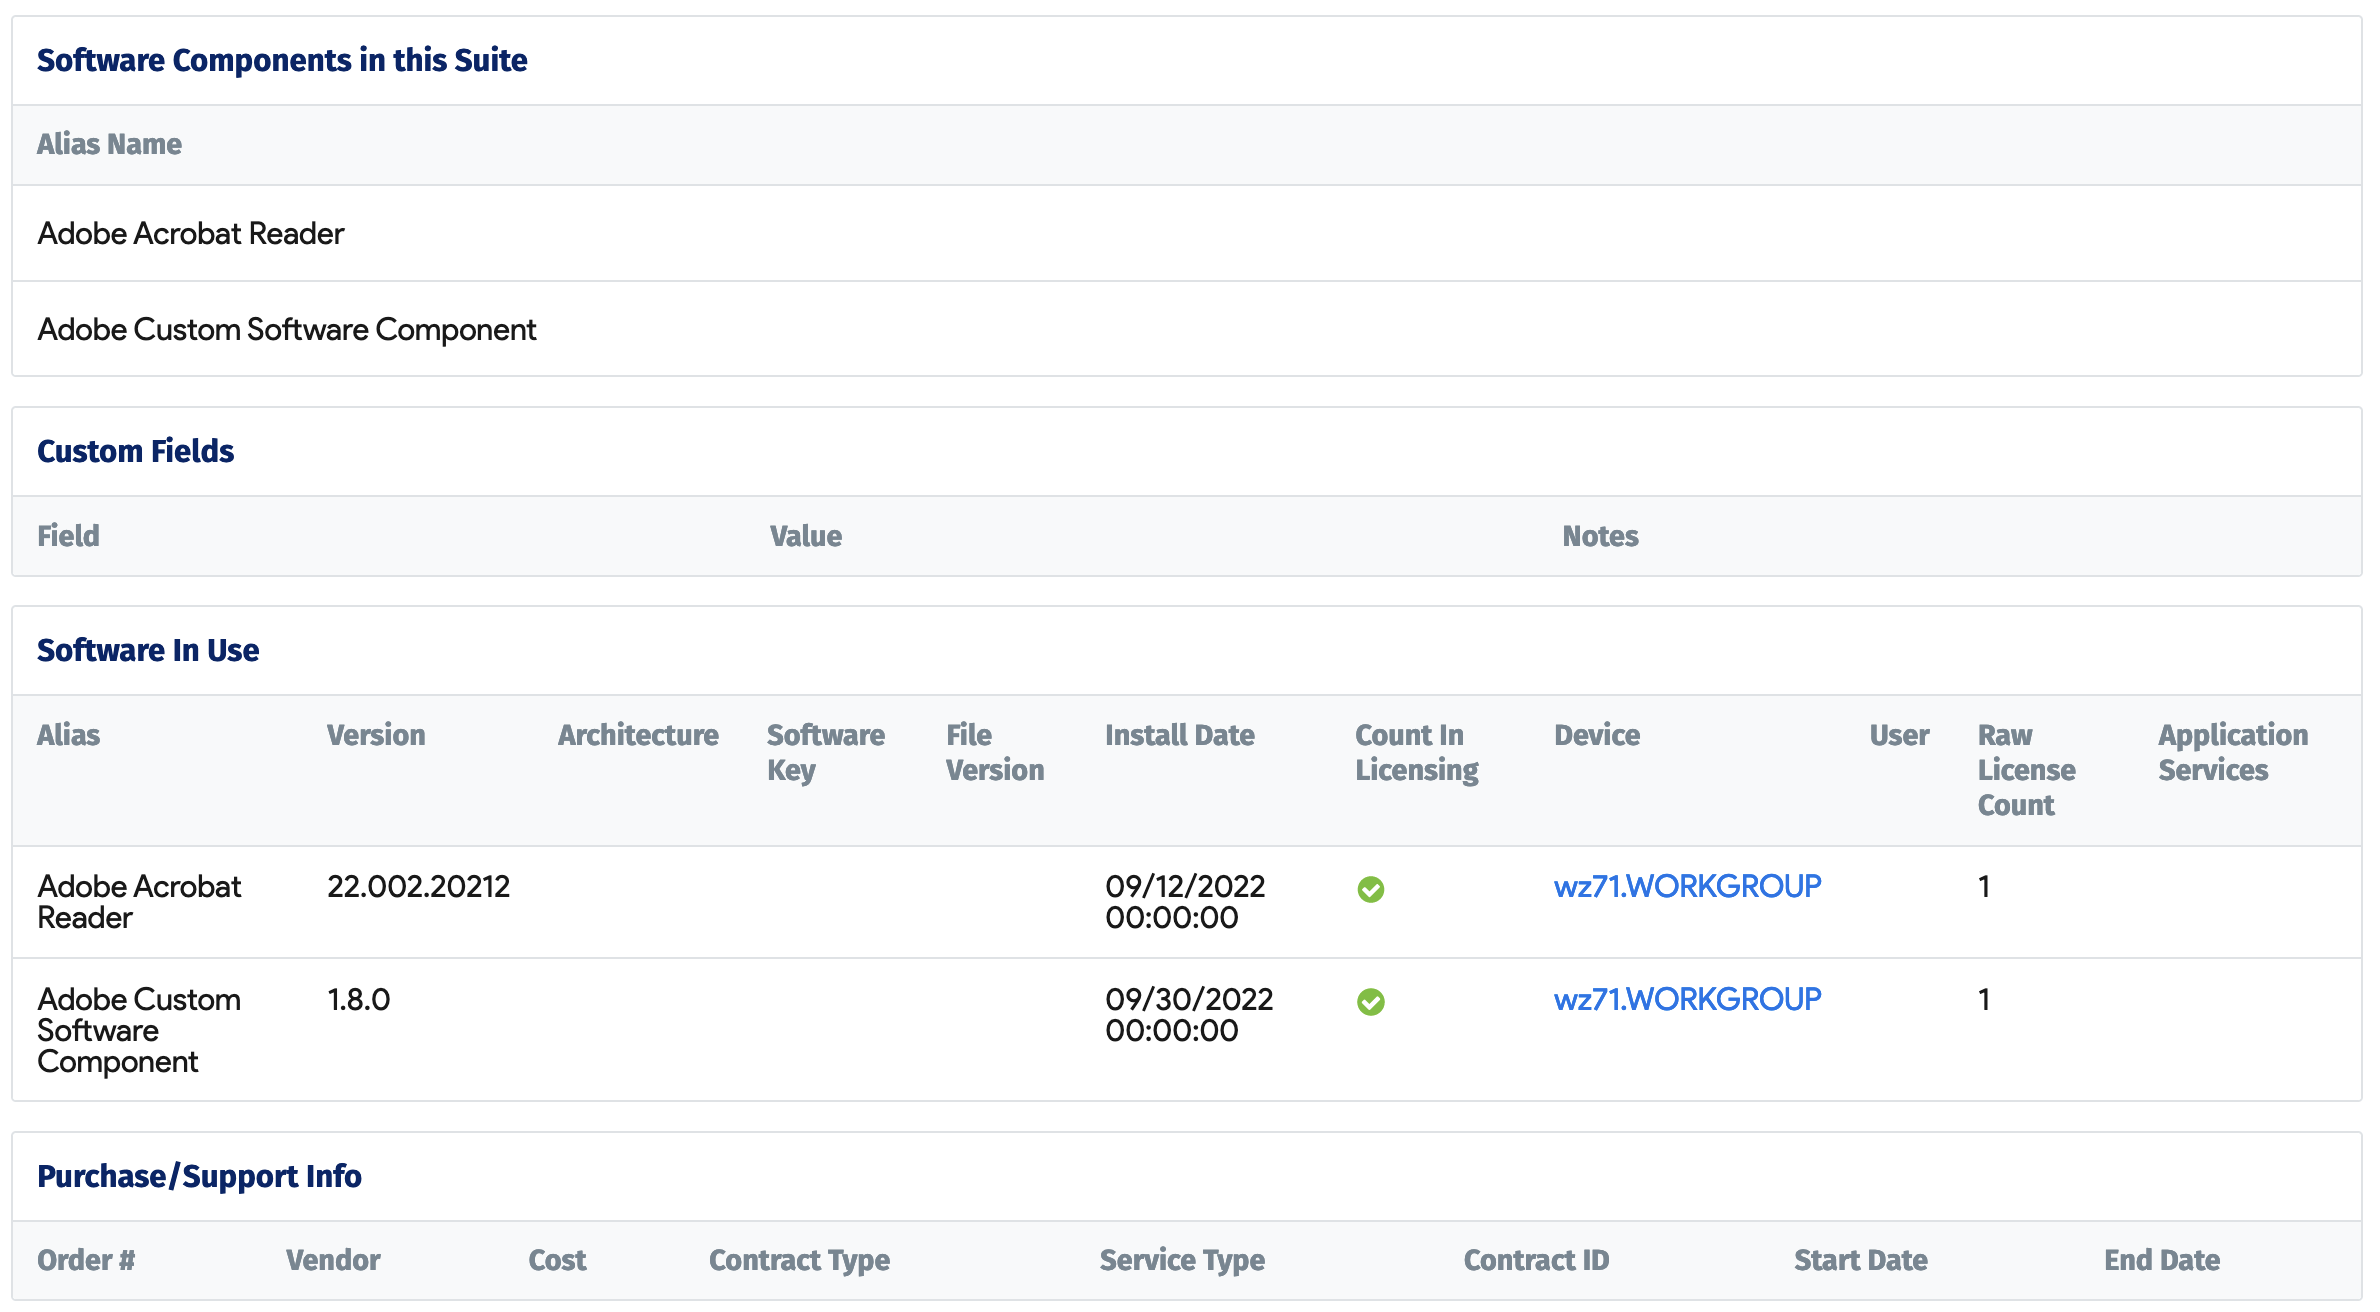 Software Components in this Suite
Alias Name
Adobe Acrobat Reader
Adobe Custom Software Component
Custom Fields
Field Value Notes
Software In Use
Alias Version Architecture Software Key File Version Install Date Count In Licensing Device User Raw License Count Application Services
Adobe Acrobat Reader 22.002.20212 09/12/2022 00:00:00 wz71.WORKGROUP 1
Adobe Custom Software Component 1.8.0 09/30/2022 00:00:00 wz71.WORKGROUP 1
Purchase/Support Info
Order # Vendor Cost Contract Type Service Type Contract ID Start Date End Date